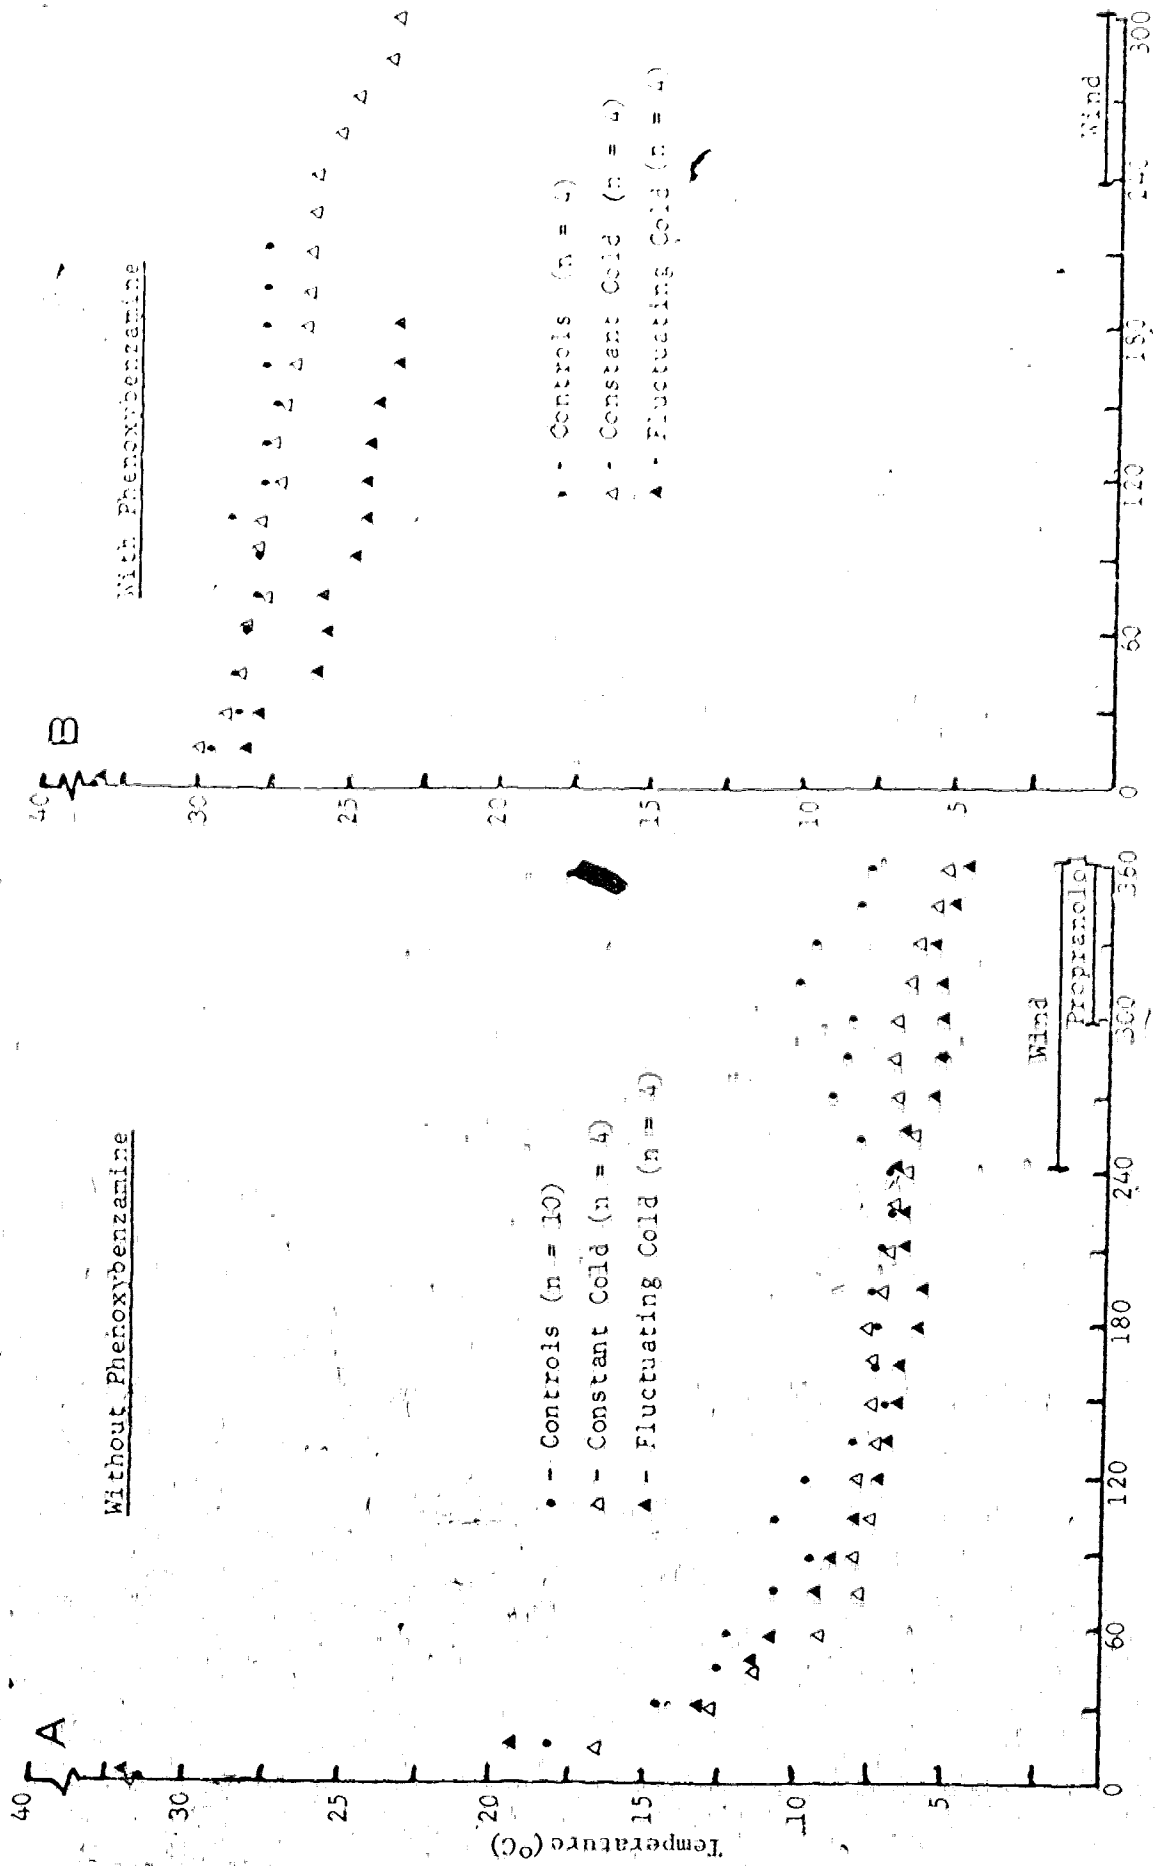 A
Without Phenoxybenzamine
40
30
25
20
15
10
5
Temperature (°C)
• - Controls (n = 10)
△ - Constant Cold (n = 4)
▲ - Fluctuating Cold (n = 4)
Wind
Propranolol
0 60 120 180 240 300 360
B
With Phenoxybenzamine
40
30
25
20
15
10
5
• - Controls (n = 4)
△ - Constant Cold (n = 4)
▲ - Fluctuating Cold (n = 4)
Wind
0 60 120 180 240 300